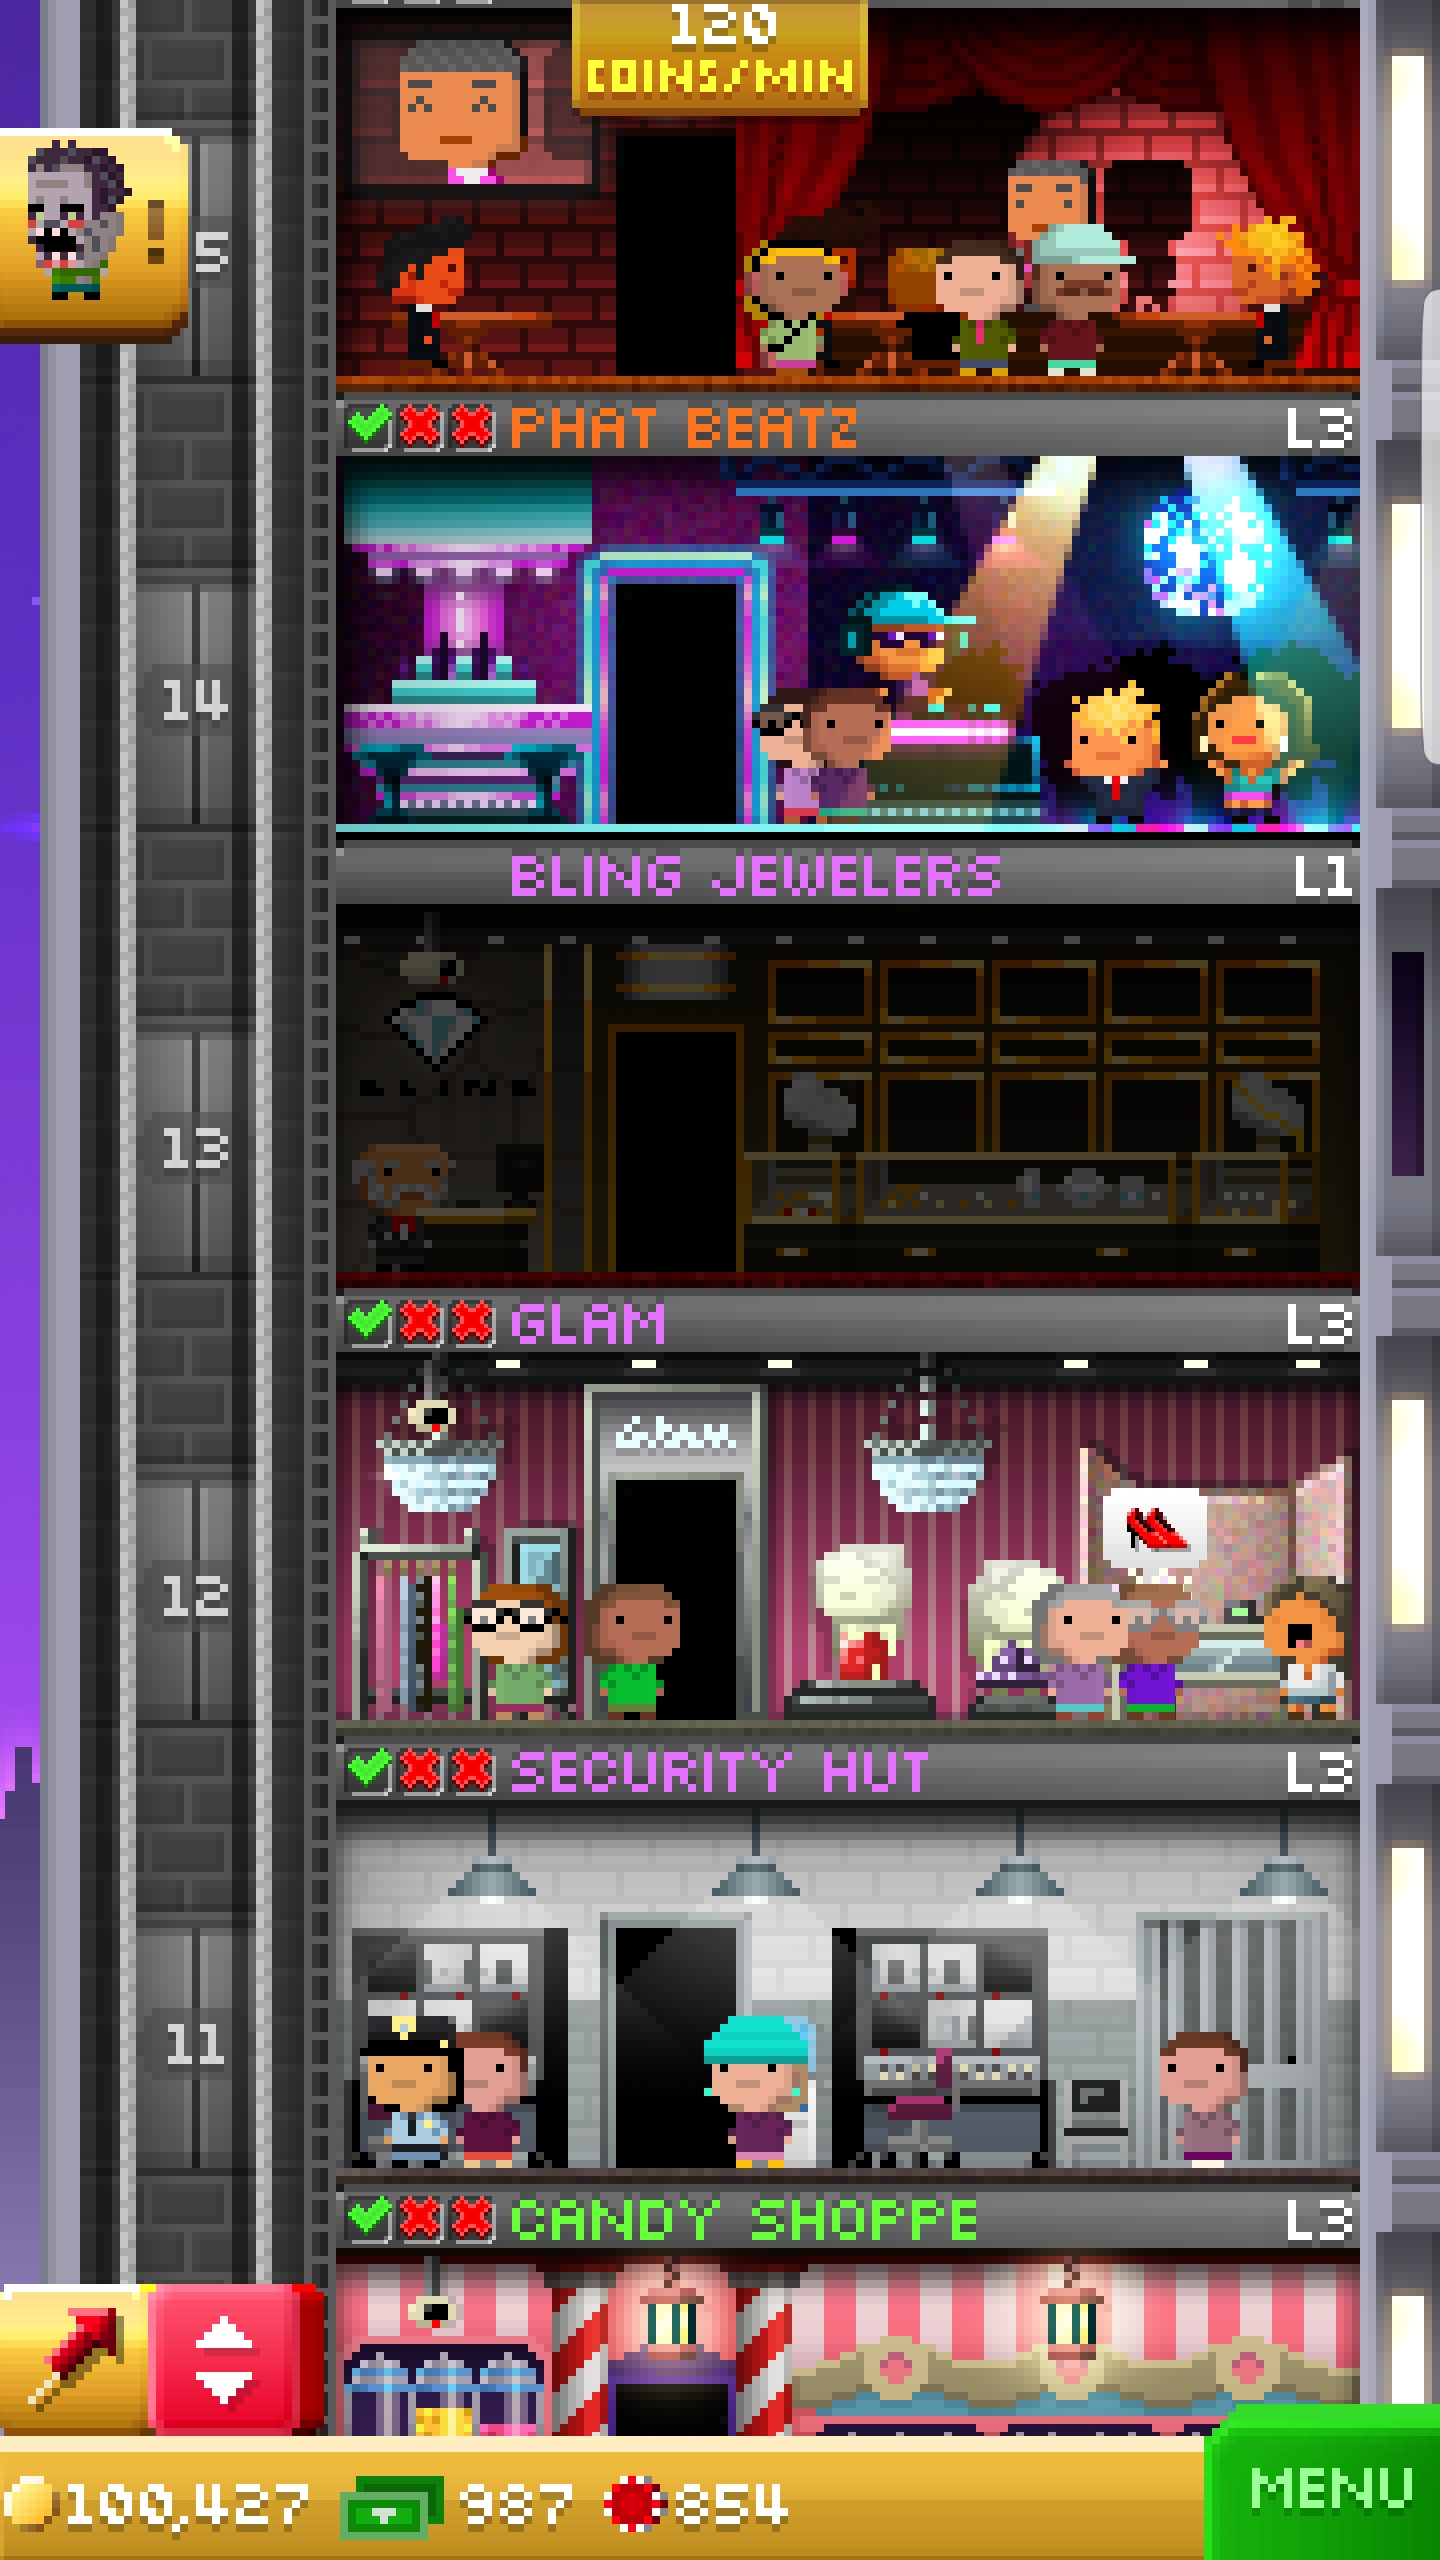 120
COINS/MIN
!
5
PHAT BEATZ L3
14
BLING JEWELERS L1
BLING
13
GLAM L3
Glam
12
SECURITY HUT L3
11
CANDY SHOPPE L3
100,427 987 854
MENU